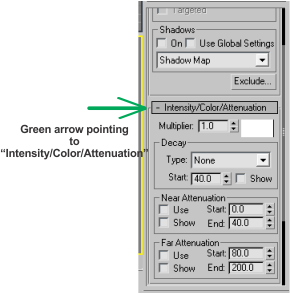 Targeted
Shadows
On Use Global Settings
Shadow Map
Exclude...
- Intensity/Color/Attenuation
Multiplier: 1.0
Decay
Type: None
Start: 40.0 Show
Near Attenuation
Use Start: 0.0
Show End: 40.0
Far Attenuation
Use Start: 80.0
Show End: 200.0
Green arrow pointing
to
“Intensity/Color/Attenuation”